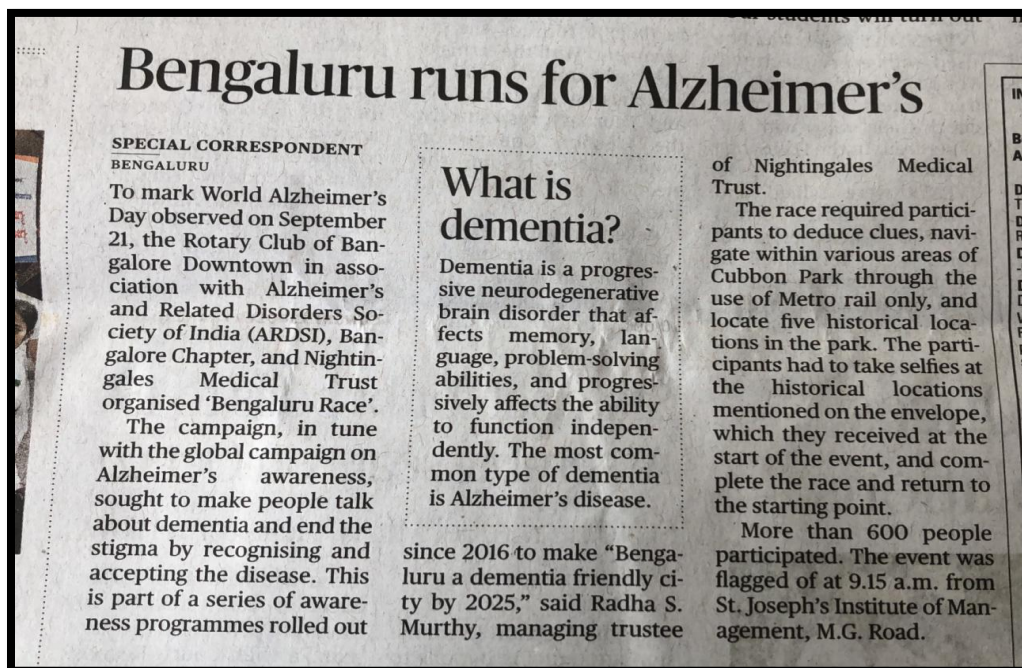 Bengaluru runs for Alzheimer's
SPECIAL CORRESPONDENT
BENGALURU
To mark World Alzheimer's
Day observed on September
21, the Rotary Club of Ban-
galore Downtown in asso-
ciation with Alzheimer's
and Related Disorders So-
ciety of India (ARDSI), Ban-
galore Chapter, and Nightin-
gales Medical Trust
organised 'Bengaluru Race'.
The campaign, in tune
with the global campaign on
Alzheimer's awareness,
sought to make people talk
about dementia and end the
stigma by recognising and
accepting the disease. This
is part of a series of aware-
ness programmes rolled out
What is
dementia?
Dementia is a progres-
sive neurodegenerative
brain disorder that af-
fects memory, lan-
guage, problem-solving
abilities, and progres-
sively affects the ability
to function indepen-
dently. The most com-
mon type of dementia
is Alzheimer's disease.
since 2016 to make "Benga-
luru a dementia friendly ci-
ty by 2025," said Radha S.
Murthy, managing trustee
of Nightingales Medical
Trust.
The race required partici-
pants to deduce clues, navi-
gate within various areas of
Cubbon Park through the
use of Metro rail only, and
locate five historical loca-
tions in the park. The parti-
cipants had to take selfies at
the historical locations
mentioned on the envelope,
which they received at the
start of the event, and com-
plete the race and return to
the starting point.
More than 600 people
participated. The event was
flagged of at 9.15 a.m. from
St. Joseph's Institute of Man-
agement, M.G. Road.